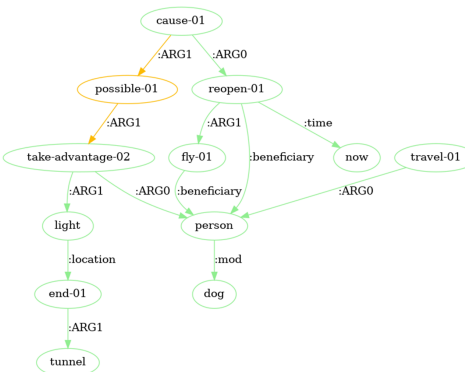 cause-01
:ARG1
:ARG0
possible-01
reopen-01
:ARG1
:ARG1
:time
take-advantage-02
fly-01
:beneficiary
now
travel-01
:ARG1
:ARG0
:beneficiary
:ARG0
light
person
:location
:mod
end-01
dog
:ARG1
tunnel